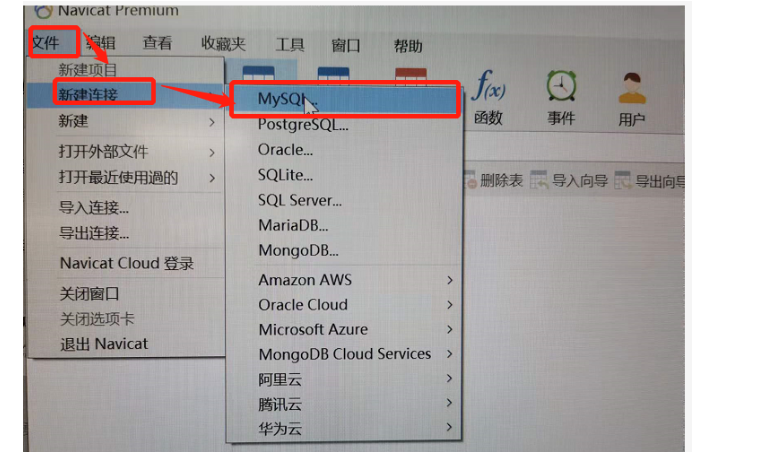 Navicat Premium
文件 编辑 查看 收藏夹 工具 窗口 帮助
新建项目
新建连接
新建
打开外部文件
打开最近使用過的
导入连接...
导出连接...
Navicat Cloud 登录
关闭窗口
关闭选项卡
退出 Navicat
MySQL...
PostgreSQL...
Oracle...
SQLite...
SQL Server...
MariaDB...
MongoDB...
Amazon AWS
Oracle Cloud
Microsoft Azure
MongoDB Cloud Services
阿里云
腾讯云
华为云
f(x)
函数 事件 用户
删除表 导入向导 导出向导